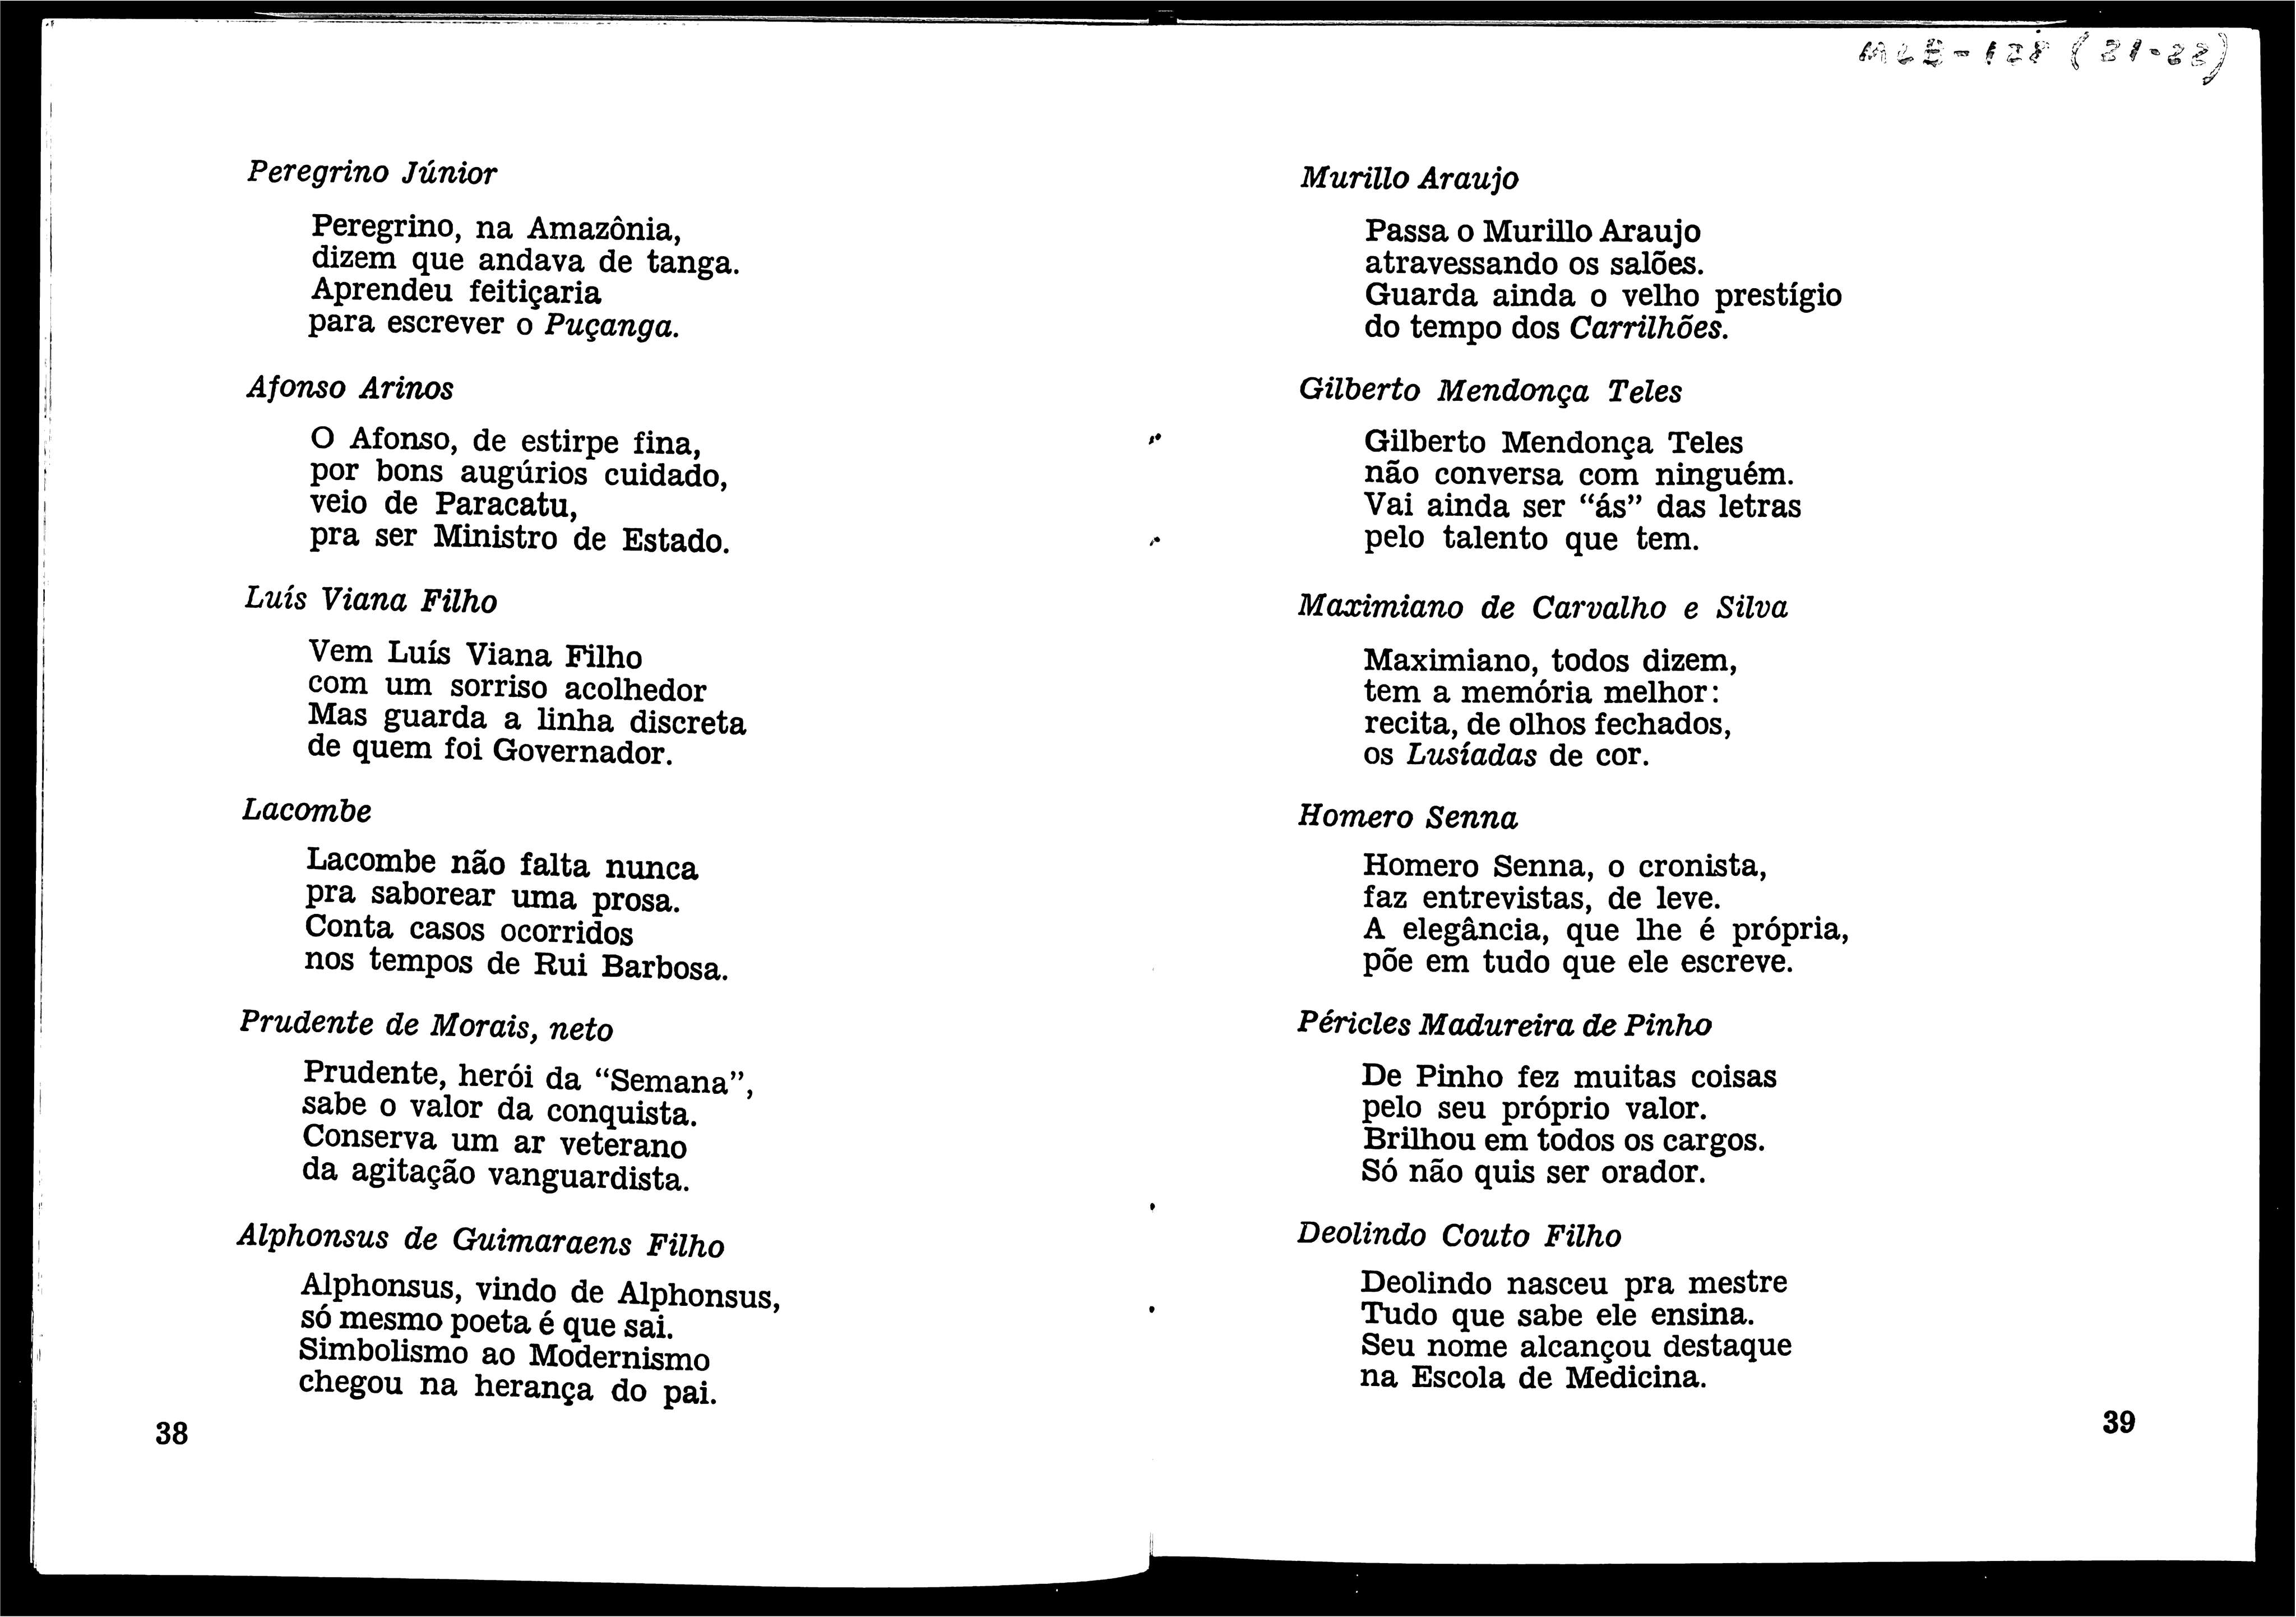 Peregrino Júnior
Peregrino, na Amazônia,
dizem que andava de tanga.
Aprendeu feitiçaria
para escrever o Puçanga.
Afonso Arinos
O Afonso, de estirpe fina,
por bons augúrios cuidado,
veio de Paracatu,
pra ser Ministro de Estado.
Luís Viana Filho
Vem Luís Viana Filho
com um sorriso acolhedor
Mas guarda a linha discreta
de quem foi Governador.
Lacombe
Lacombe não falta nunca
pra saborear uma prosa.
Conta casos ocorridos
nos tempos de Rui Barbosa.
Prudente de Morais, neto
Prudente, herói da “Semana”,
sabe o valor da conquista.
Conserva um ar veterano
da agitação vanguardista.
Alphonsus de Guimaraens Filho
Alphonsus, vindo de Alphonsus,
só mesmo poeta é que sai.
Simbolismo ao Modernismo
chegou na herança do pai.
38
Murillo Araujo
Passa o Murillo Araujo
atravessando os salões.
Guarda ainda o velho prestígio
do tempo dos Carrilhões.
Gilberto Mendonça Teles
Gilberto Mendonça Teles
não conversa com ninguém.
Vai ainda ser “ás” das letras
pelo talento que tem.
Maximiano de Carvalho e Silva
Maximiano, todos dizem,
tem a memória melhor:
recita, de olhos fechados,
os Lusíadas de cor.
Homero Senna
Homero Senna, o cronista,
faz entrevistas, de leve.
A elegância, que lhe é própria,
põe em tudo que ele escreve.
Péricles Madureira de Pinho
De Pinho fez muitas coisas
pelo seu próprio valor.
Brilhou em todos os cargos.
Só não quis ser orador.
Deolindo Couto Filho
Deolindo nasceu pra mestre
Tudo que sabe ele ensina.
Seu nome alcançou destaque
na Escola de Medicina.
39